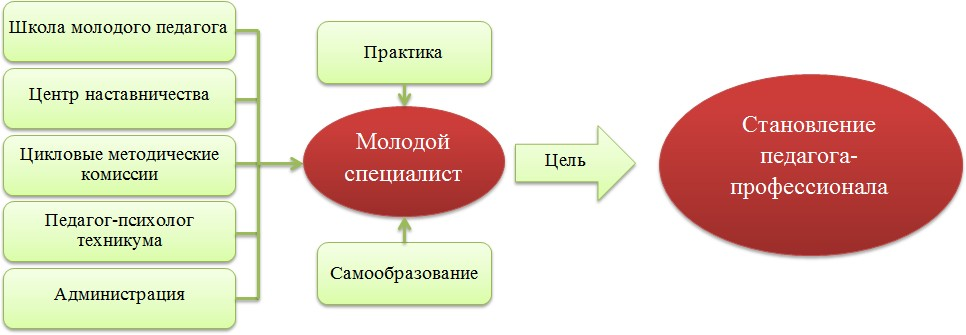 Школа молодого педагога
Центр наставничества
Цикловые методические
комиссии
Педагог-психолог
техникума
Администрация
Практика
Молодой
специалист
Самообразование
Цель
Становление
педагога-
профессионала